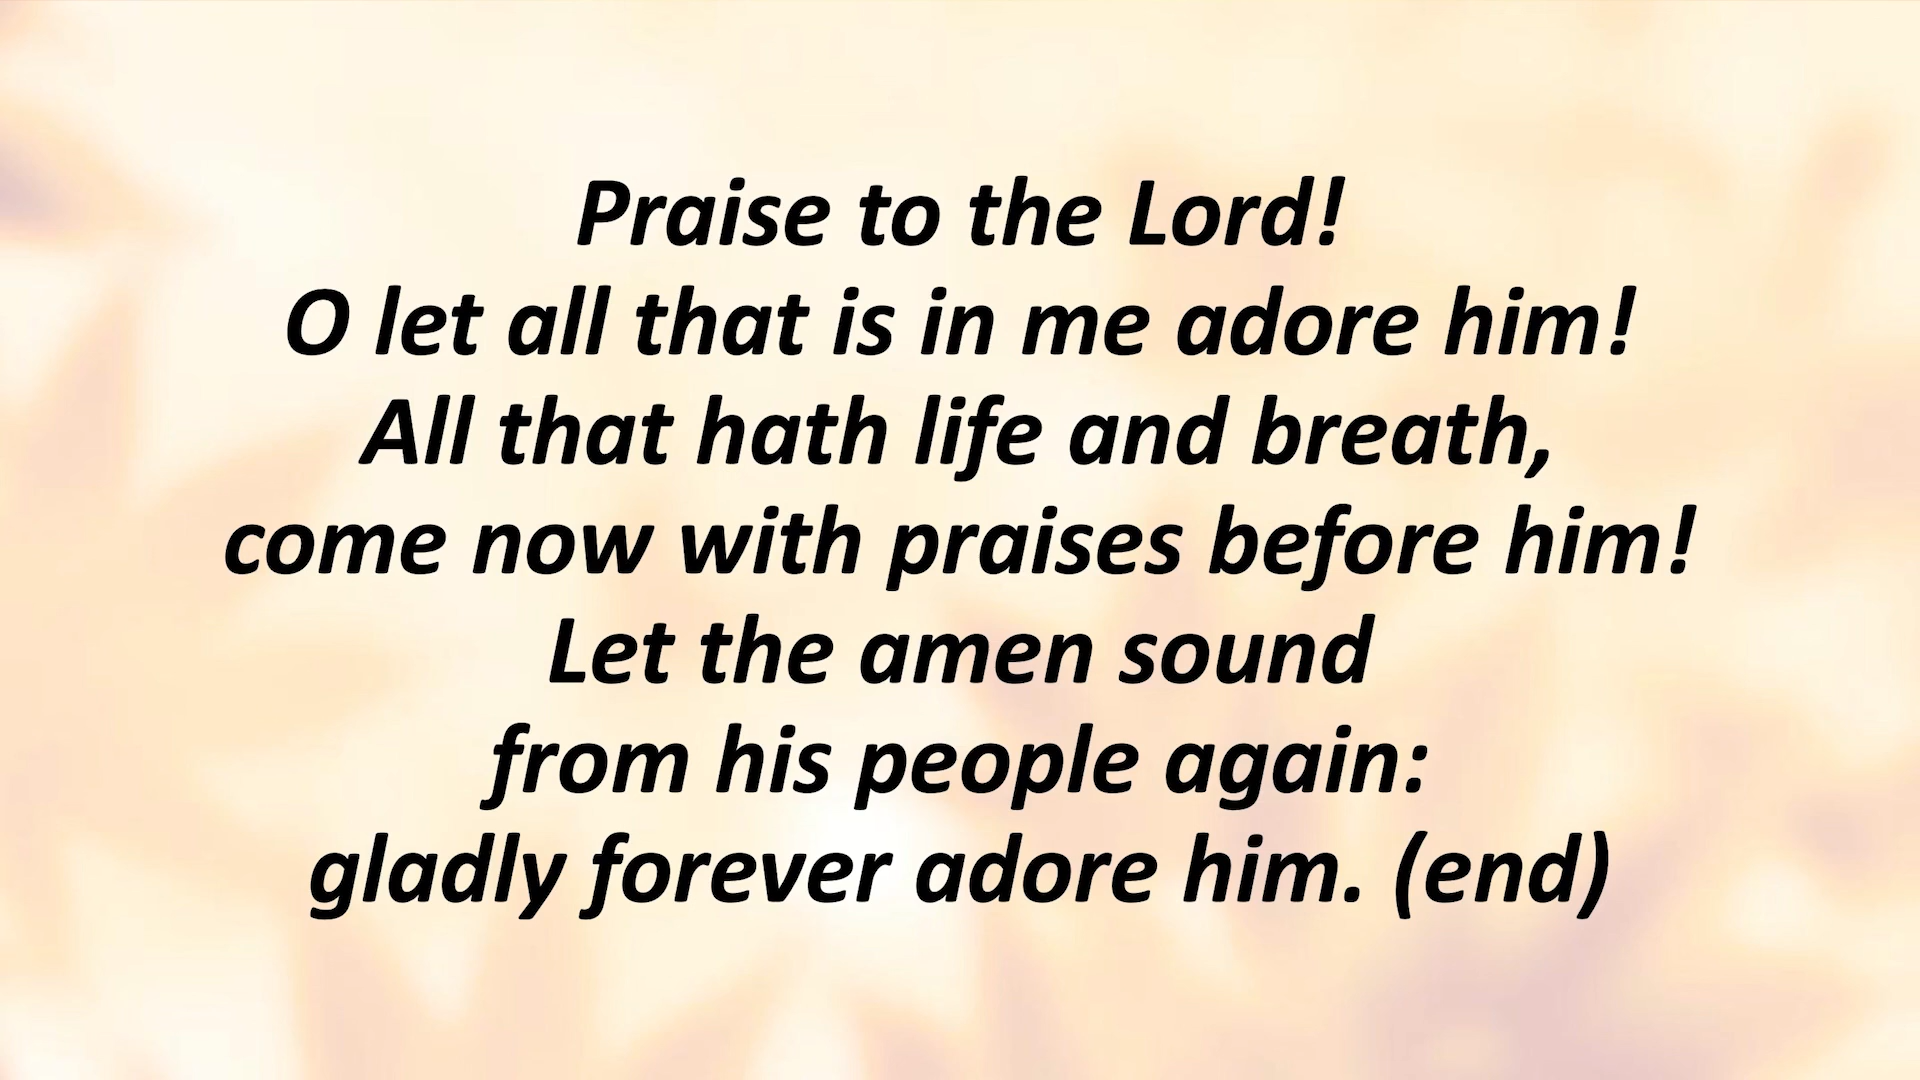 Praise to the Lord!
O let all that is in me adore him!
All that hath life and breath,
come now with praises before him!
Let the amen sound
from his people again:
gladly forever adore him. (end)